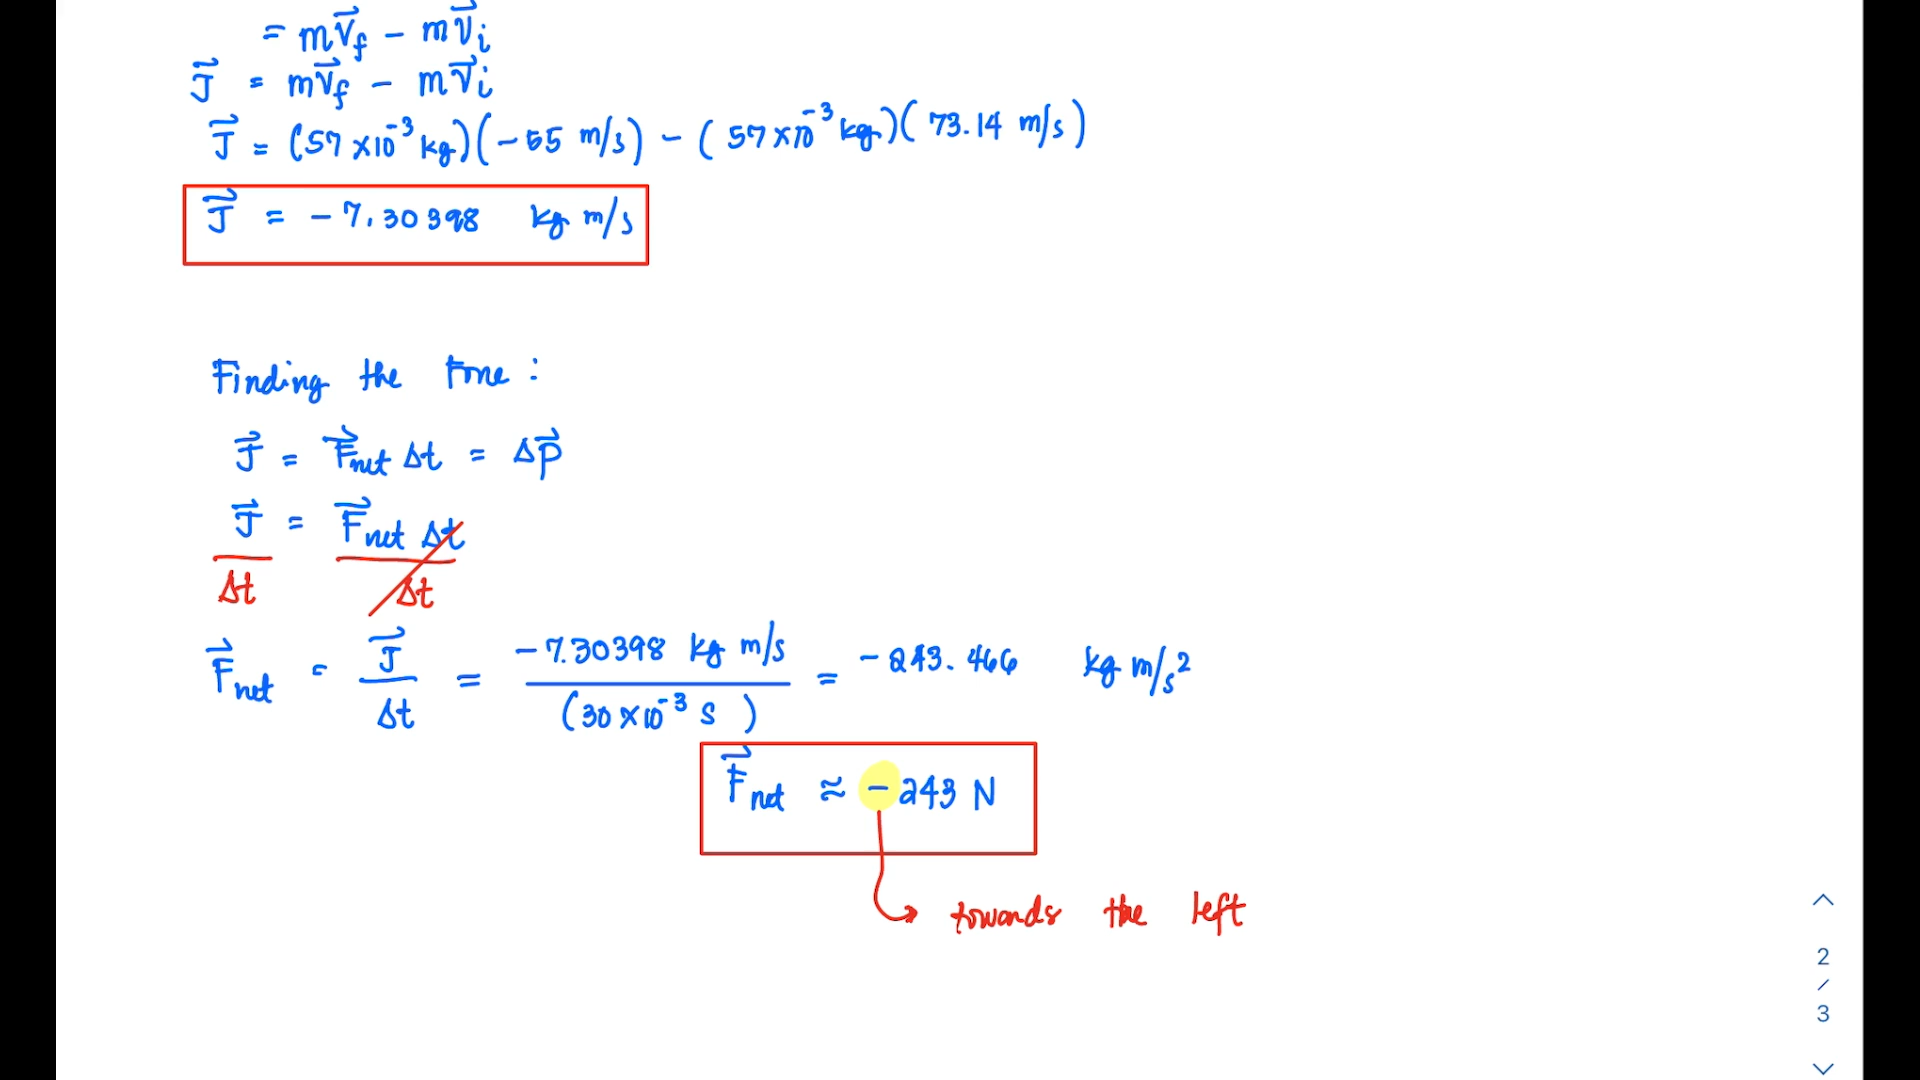 = mv⃗f − mv⃗i
J⃗ = mv⃗f − mv⃗i
J⃗ = (57 ×10⁻³ kg)(−55 m/s) − (57×10⁻³ kg)(73.14 m/s)
J⃗ = −7.30398 kg m/s
Finding the Force :
J⃗ = F⃗net Δt = Δp⃗
J⃗ = F⃗net Δt
Δt Δt
F⃗net = J⃗/Δt = −7.30398 kg m/s / (30×10⁻³ s) = −243.466 kg m/s²
F⃗net ≈ −243 N
towards the left
2
/
3